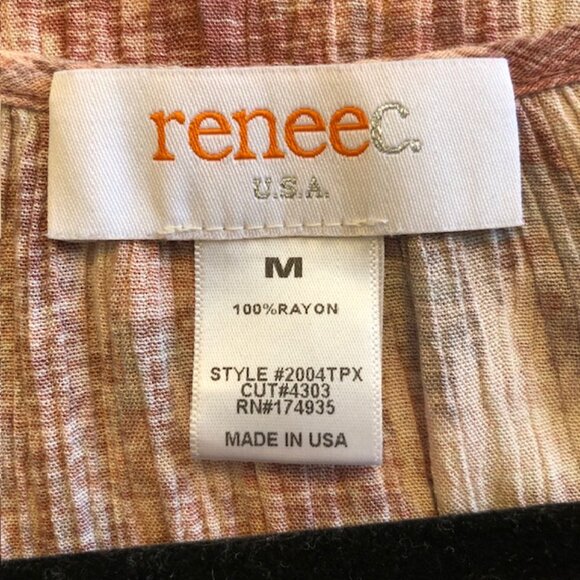 reneeC.
U.S.A.
M
100%RAYON
STYLE #2004TPX
CUT#4303
RN#174935
MADE IN USA